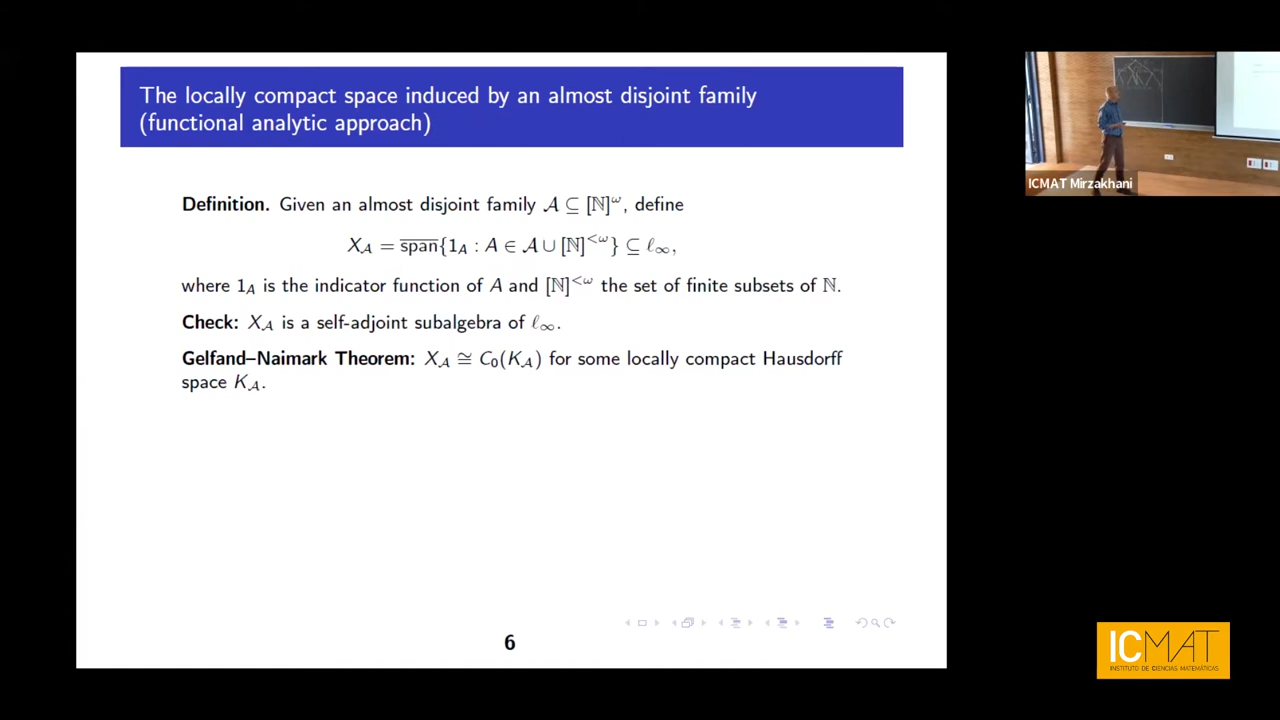 The locally compact space induced by an almost disjoint family
(functional analytic approach)
Definition. Given an almost disjoint family 𝒜 ⊆ [ℕ]^ω, define
X_𝒜 = \overline{span}{1_A : A ∈ 𝒜 ∪ [ℕ]^{<ω}} ⊆ ℓ_∞,
where 1_A is the indicator function of A and [ℕ]^{<ω} the set of finite subsets of ℕ.
Check: X_𝒜 is a self-adjoint subalgebra of ℓ_∞.
Gelfand–Naimark Theorem: X_𝒜 ≅ C_0(K_𝒜) for some locally compact Hausdorff
space K_𝒜.
6
ICMAT Mirzakhani
ICMAT
INSTITUTO DE CIENCIAS MATEMÁTICAS